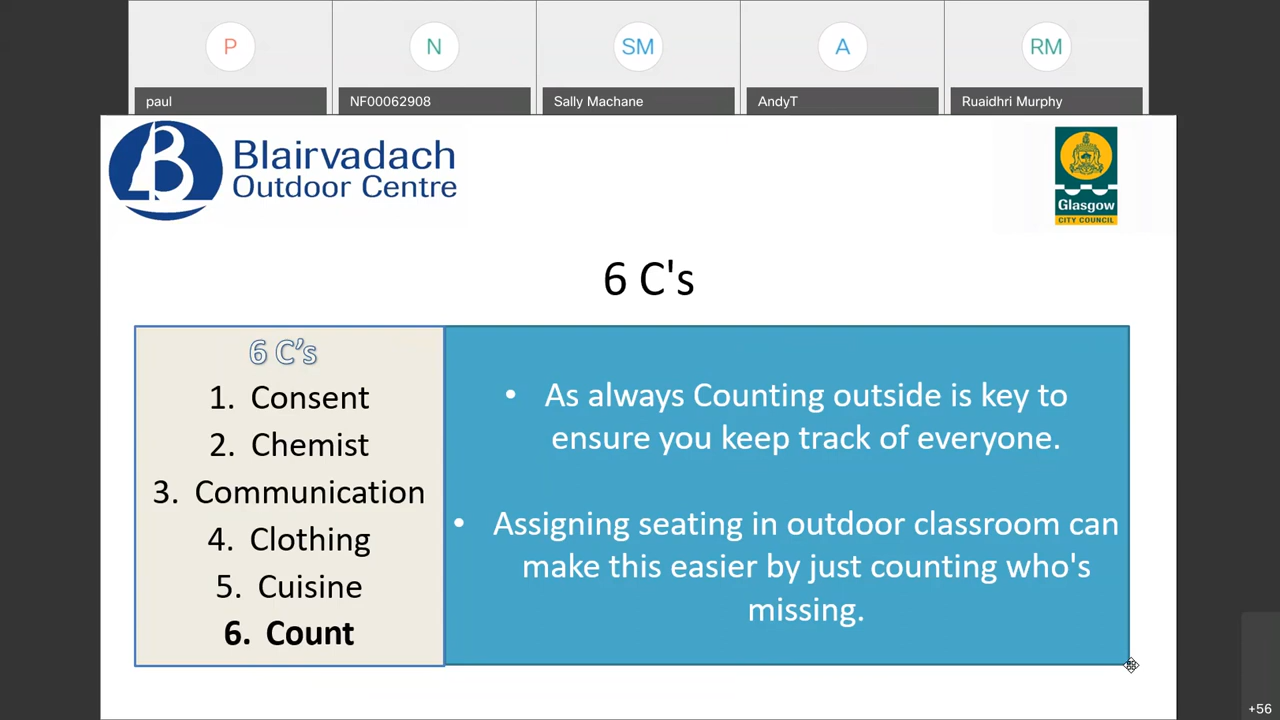 P
N
SM
A
RM
paul
NF00062908
Sally Machane
AndyT
Ruaidhri Murphy
B
Blairvadach
Outdoor Centre
Glasgow
CITY COUNCIL
6 C's
6 C’s
1. Consent
2. Chemist
3. Communication
4. Clothing
5. Cuisine
6. Count
• As always Counting outside is key to
ensure you keep track of everyone.
• Assigning seating in outdoor classroom can
make this easier by just counting who's
missing.
+56